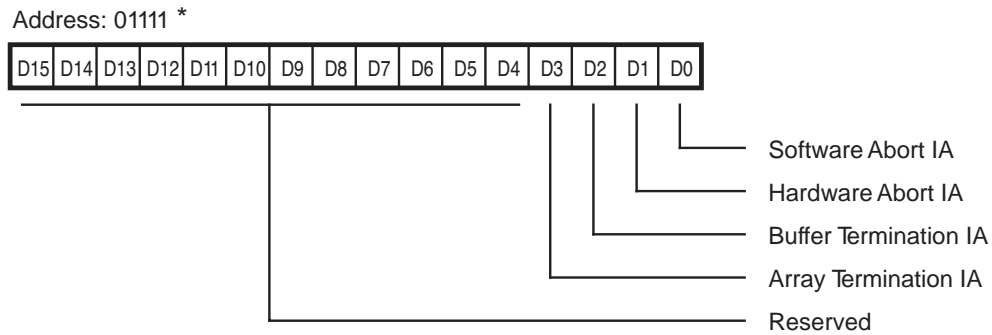 Address: 01111 *
D15 D14 D13 D12 D11 D10 D9 D8 D7 D6 D5 D4 D3 D2 D1 D0
Software Abort IA
Hardware Abort IA
Buffer Termination IA
Array Termination IA
Reserved